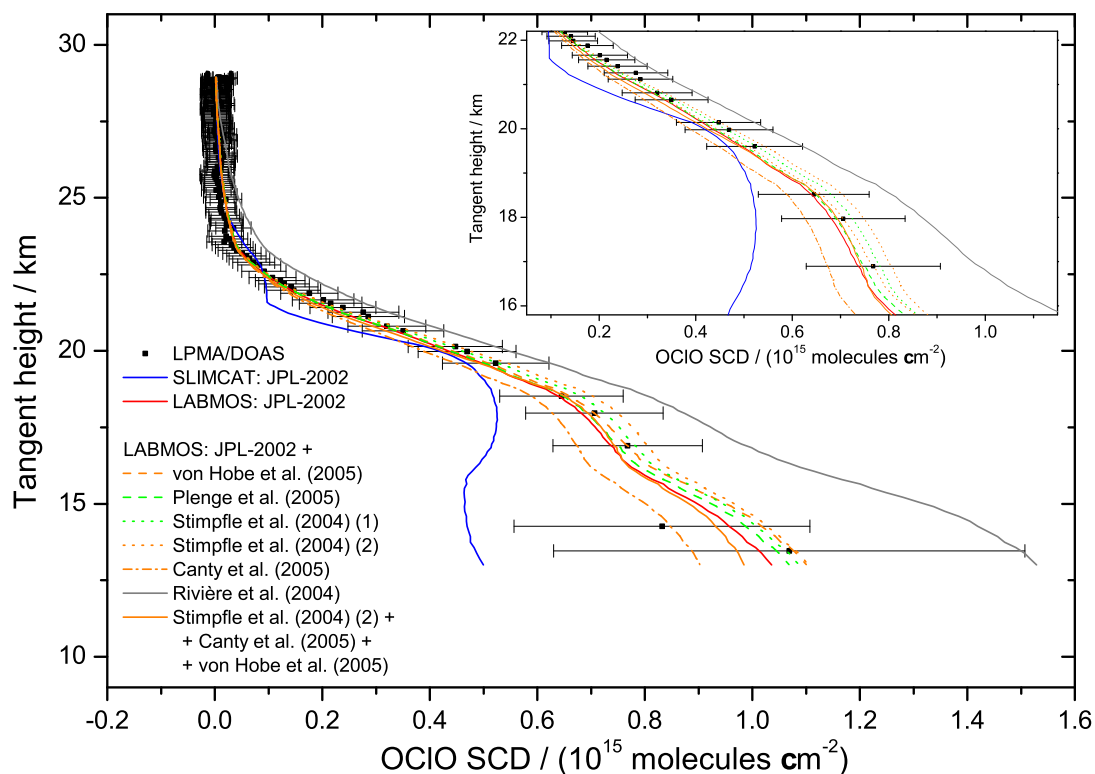 30
25
20
15
10
Tangent height / km
-0.2 0.0 0.2 0.4 0.6 0.8 1.0 1.2 1.4 1.6
OClO SCD / (10¹⁵ molecules cm⁻²)
22
20
18
16
Tangent height / km
0.2 0.4 0.6 0.8 1.0
OClO SCD / (10¹⁵ molecules cm⁻²)
LPMA/DOAS
SLIMCAT: JPL-2002
LABMOS: JPL-2002
LABMOS: JPL-2002 +
von Hobe et al. (2005)
Plenge et al. (2005)
Stimpfle et al. (2004) (1)
Stimpfle et al. (2004) (2)
Canty et al. (2005)
Rivière et al. (2004)
Stimpfle et al. (2004) (2) +
+ Canty et al. (2005) +
+ von Hobe et al. (2005)